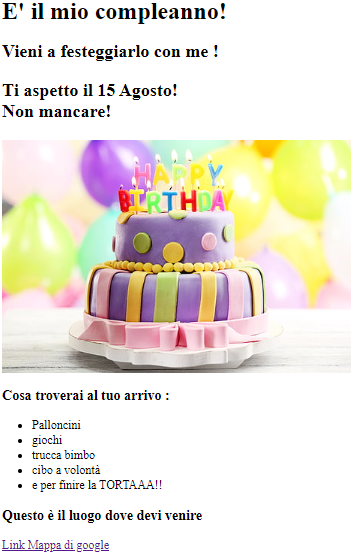 E' il mio compleanno!
Vieni a festeggiarlo con me !
Ti aspetto il 15 Agosto!
Non mancare!
HAPPY
BIRTHDAY
Cosa troverai al tuo arrivo :
Palloncini
giochi
trucca bimbo
cibo a volontà
e per finire la TORTAAA!!
Questo è il luogo dove devi venire
Link Mappa di google